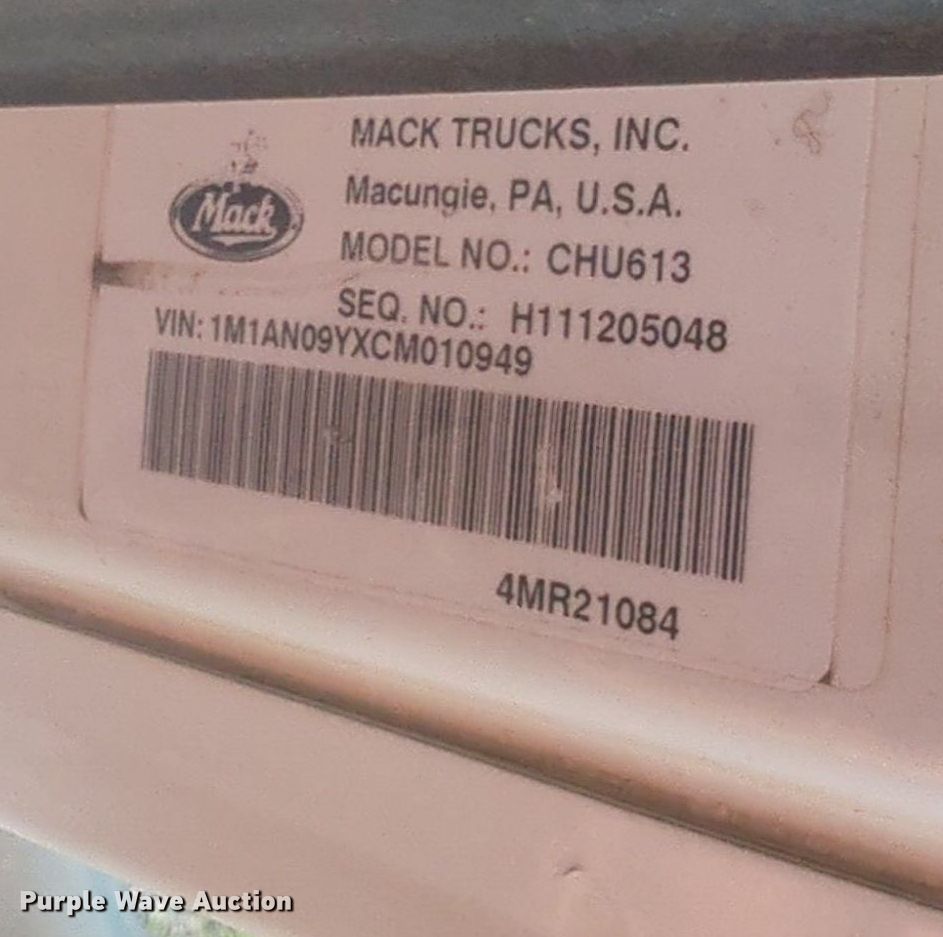 MACK TRUCKS, INC.
Mack
Macungie, PA, U.S.A.
MODEL NO.: CHU613
SEQ. NO.: H111205048
VIN: 1M1AN09YXCM010949
4MR21084
Purple Wave Auction